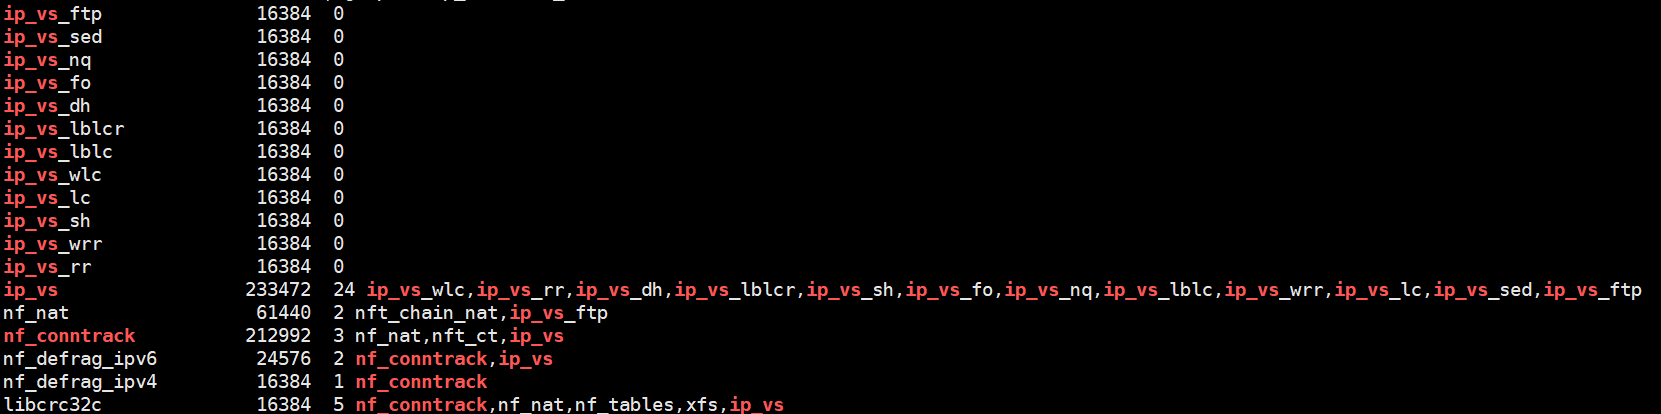 ip_vs_ftp 16384 0
ip_vs_sed 16384 0
ip_vs_nq 16384 0
ip_vs_fo 16384 0
ip_vs_dh 16384 0
ip_vs_lblcr 16384 0
ip_vs_lblc 16384 0
ip_vs_wlc 16384 0
ip_vs_lc 16384 0
ip_vs_sh 16384 0
ip_vs_wrr 16384 0
ip_vs_rr 16384 0
ip_vs 233472 24 ip_vs_wlc,ip_vs_rr,ip_vs_dh,ip_vs_lblcr,ip_vs_sh,ip_vs_fo,ip_vs_nq,ip_vs_lblc,ip_vs_wrr,ip_vs_lc,ip_vs_sed,ip_vs_ftp
nf_nat 61440 2 nft_chain_nat,ip_vs_ftp
nf_conntrack 212992 3 nf_nat,nft_ct,ip_vs
nf_defrag_ipv6 24576 2 nf_conntrack,ip_vs
nf_defrag_ipv4 16384 1 nf_conntrack
libcrc32c 16384 5 nf_conntrack,nf_nat,nf_tables,xfs,ip_vs